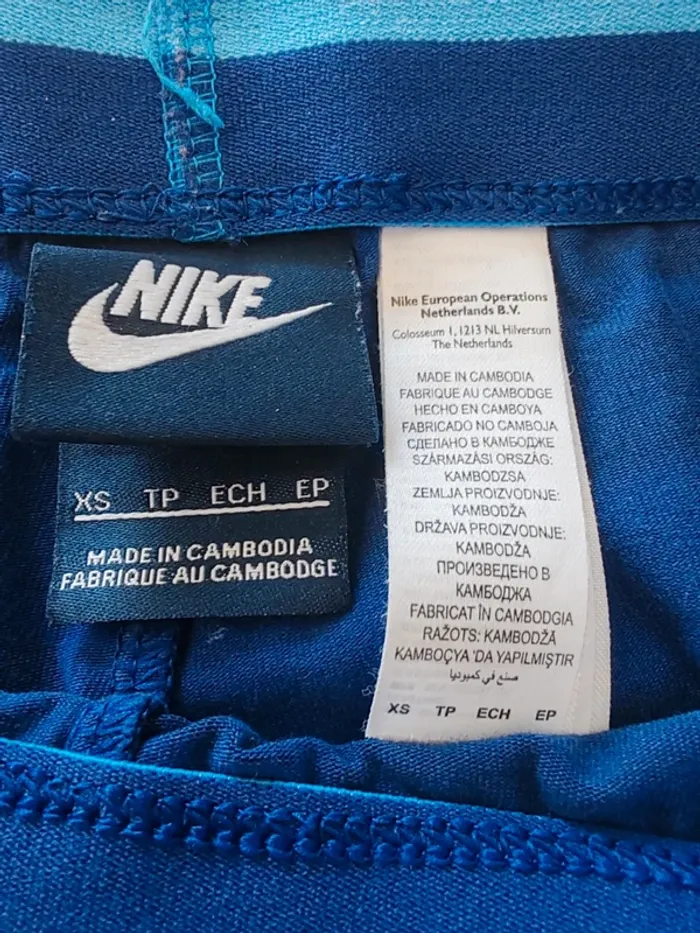 NIKE
XS TP ECH EP
MADE IN CAMBODIA
FABRIQUE AU CAMBODGE
Nike European Operations
Netherlands B.V.
Colosseum 1, 1213 NL Hilversum
The Netherlands
MADE IN CAMBODIA
FABRIQUE AU CAMBODGE
HECHO EN CAMBOYA
FABRICADO NO CAMBOJA
СДЕЛАНО В КАМБОДЖЕ
SZÁRMAZÁSI ORSZÁG:
KAMBODZSA
ZEMLJA PROIZVODNJE:
KAMBODŽA
DRŽAVA PROIZVODNJE:
KAMBODŽA
ПРОИЗВЕДЕНО В
КАМБОДЖА
FABRICAT ÎN CAMBODGIA
RAŽOTS: KAMBODŽĀ
KAMBOÇYA 'DA YAPILMIŞTIR
صنع في كمبوديا
XS TP ECH EP